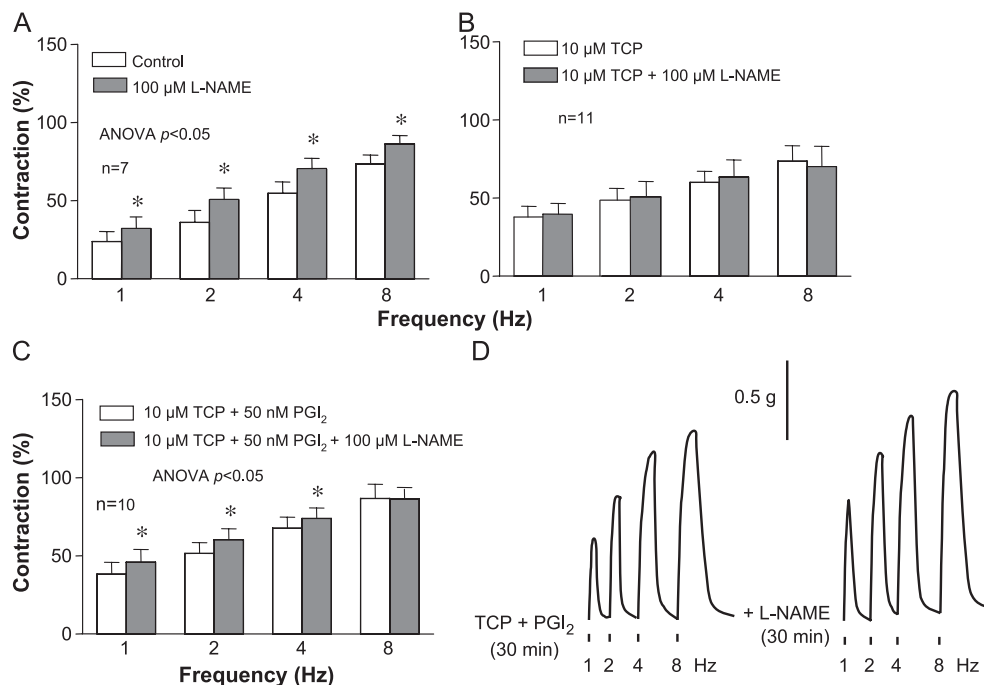 A
150
100
50
0
Contraction (%)
Control
100 µM L-NAME
ANOVA p<0.05
n=7
*
*
*
*
1 2 4 8
B
150
100
50
0
10 µM TCP
10 µM TCP + 100 µM L-NAME
n=11
1 2 4 8
Frequency (Hz)
C
150
100
50
0
Contraction (%)
10 µM TCP + 50 nM PGI₂
10 µM TCP + 50 nM PGI₂ + 100 µM L-NAME
ANOVA p<0.05
n=10
*
*
*
1 2 4 8
Frequency (Hz)
D
0.5 g
TCP + PGI₂
(30 min)
1 2 4 8 Hz
+ L-NAME
(30 min)
1 2 4 8 Hz